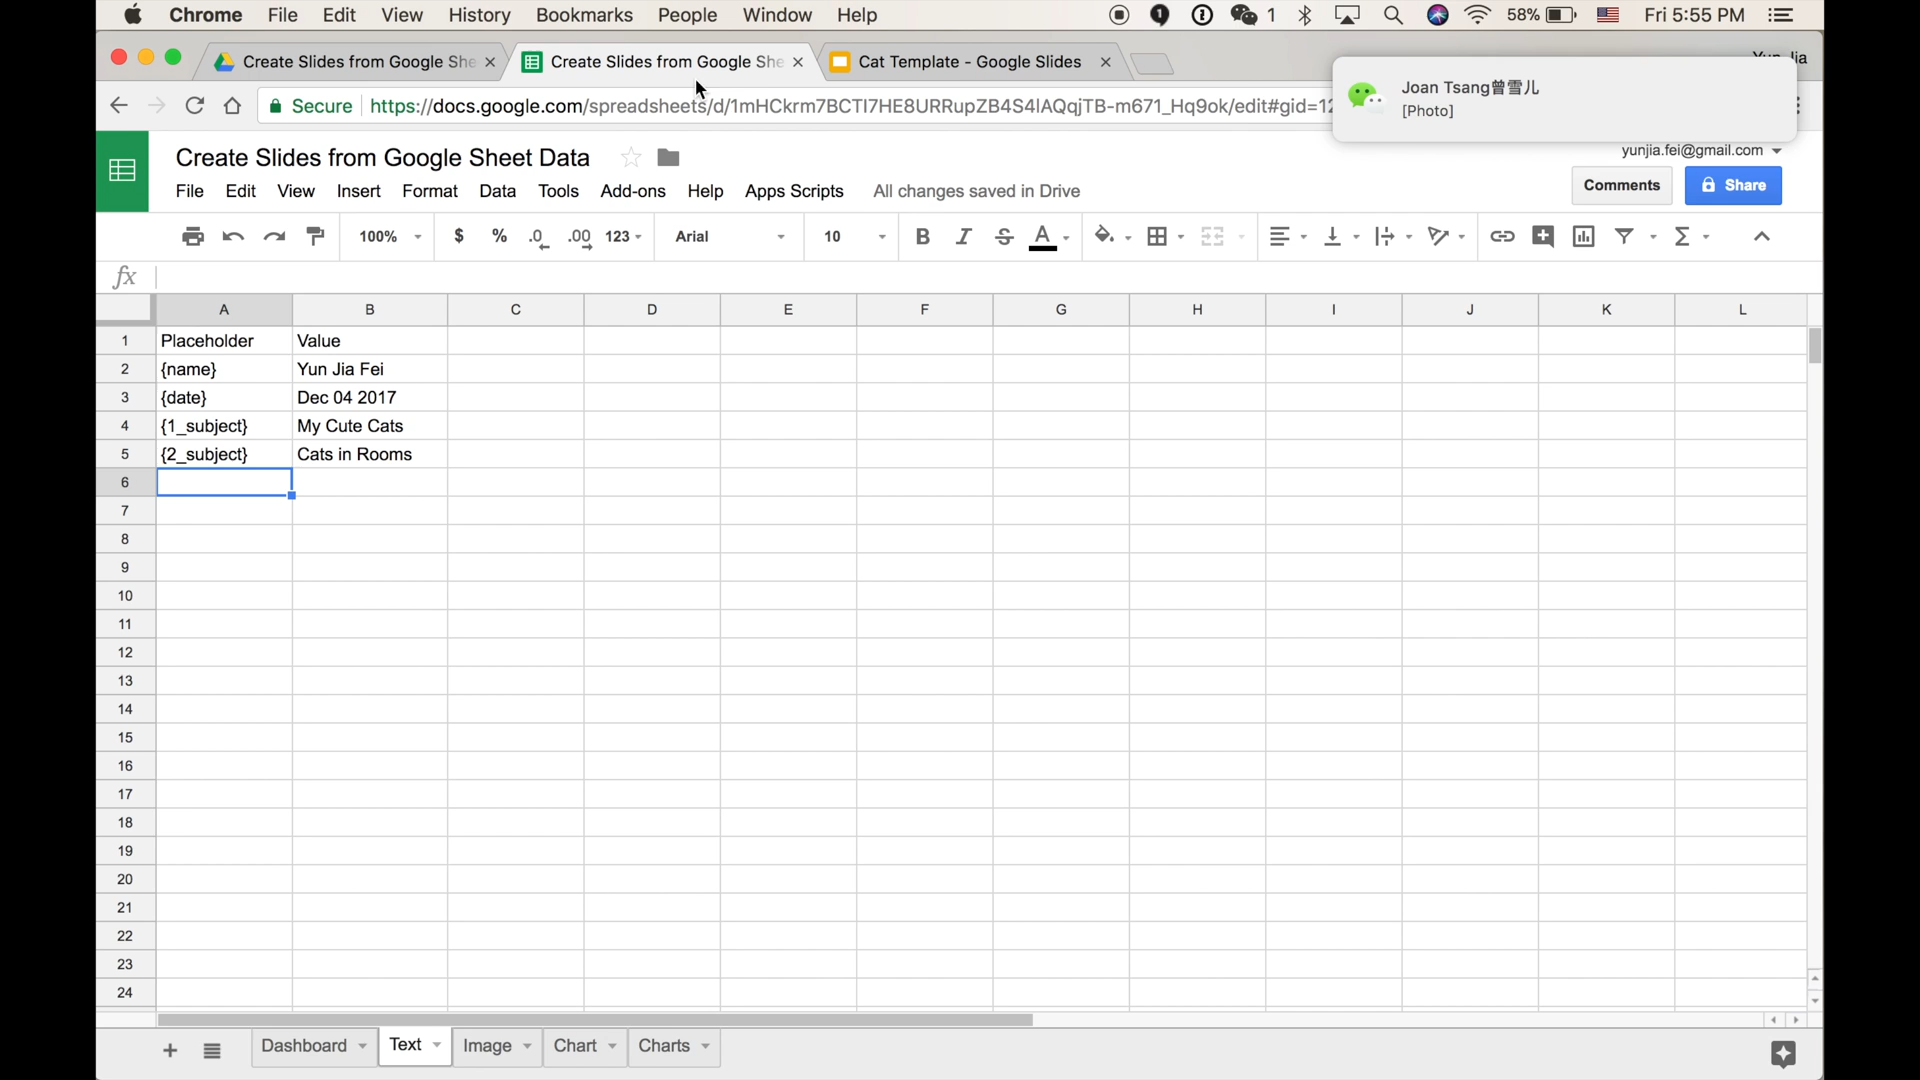 Chrome File Edit View History Bookmarks People Window Help 1 58% Fri 5:55 PM
Create Slides from Google She Create Slides from Google She Cat Template - Google Slides
Joan Tsang曾雪儿
[Photo]
Secure https://docs.google.com/spreadsheets/d/1mHCkrm7BCTI7HE8URRupZB4S4lAQqjTB-m671_Hq9ok/edit#gid=12
Create Slides from Google Sheet Data
yunjia.fei@gmail.com
File Edit View Insert Format Data Tools Add-ons Help Apps Scripts All changes saved in Drive
Comments Share
100% $ % .0 .00 123 Arial 10 B I S A
fx
A B C D E F G H I J K L
1 Placeholder Value
2 {name} Yun Jia Fei
3 {date} Dec 04 2017
4 {1_subject} My Cute Cats
5 {2_subject} Cats in Rooms
6
7
8
9
10
11
12
13
14
15
16
17
18
19
20
21
22
23
24
Dashboard Text Image Chart Charts